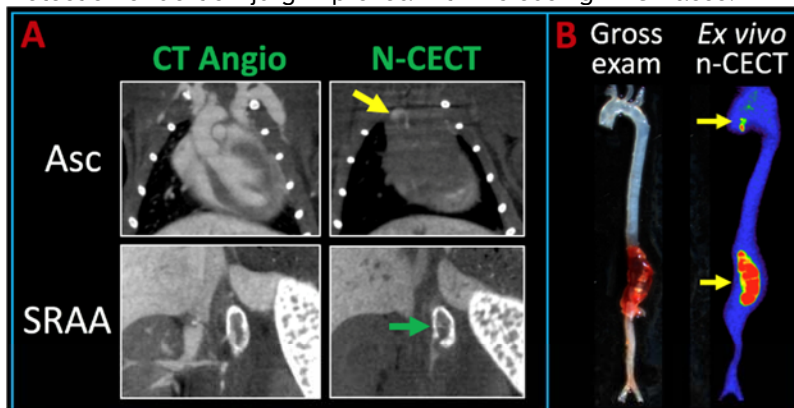 A
CT Angio
N-CECT
Asc
SRAA
B
Gross
exam
Ex vivo
n-CECT